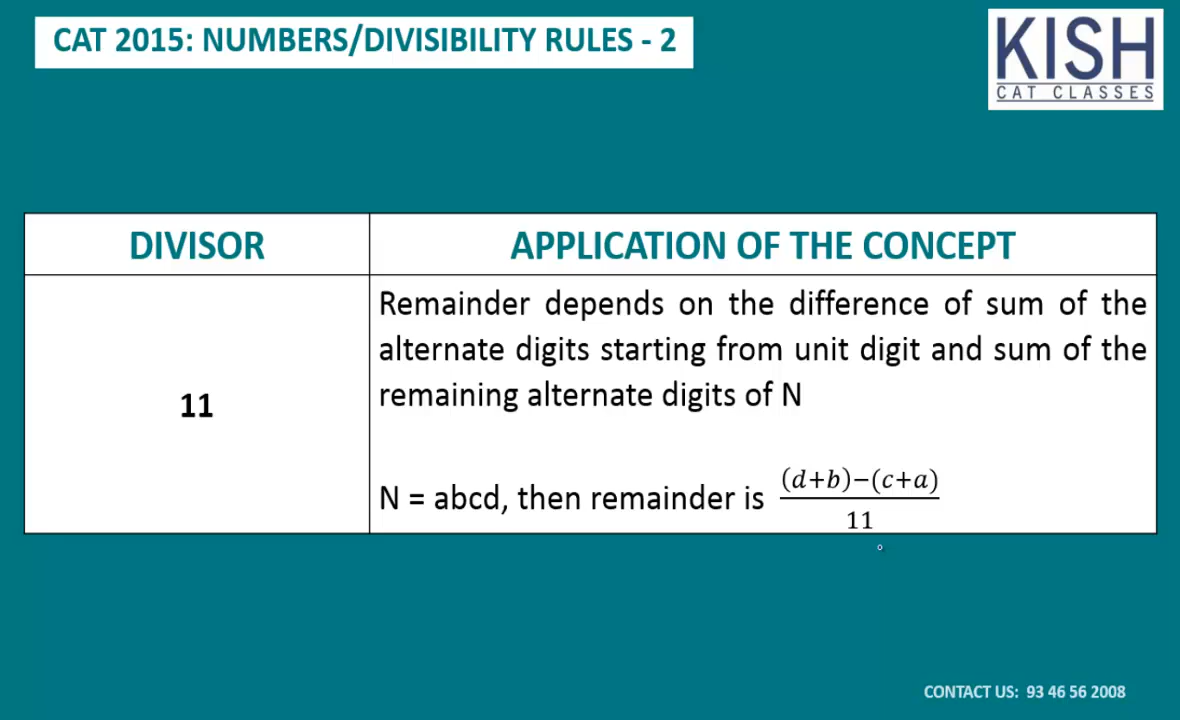 CAT 2015: NUMBERS/DIVISIBILITY RULES - 2
KISH
CAT CLASSES
DIVISOR
APPLICATION OF THE CONCEPT
11
Remainder depends on the difference of sum of the
alternate digits starting from unit digit and sum of the
remaining alternate digits of N
N = abcd, then remainder is (d+b)−(c+a)
11
CONTACT US: 93 46 56 2008